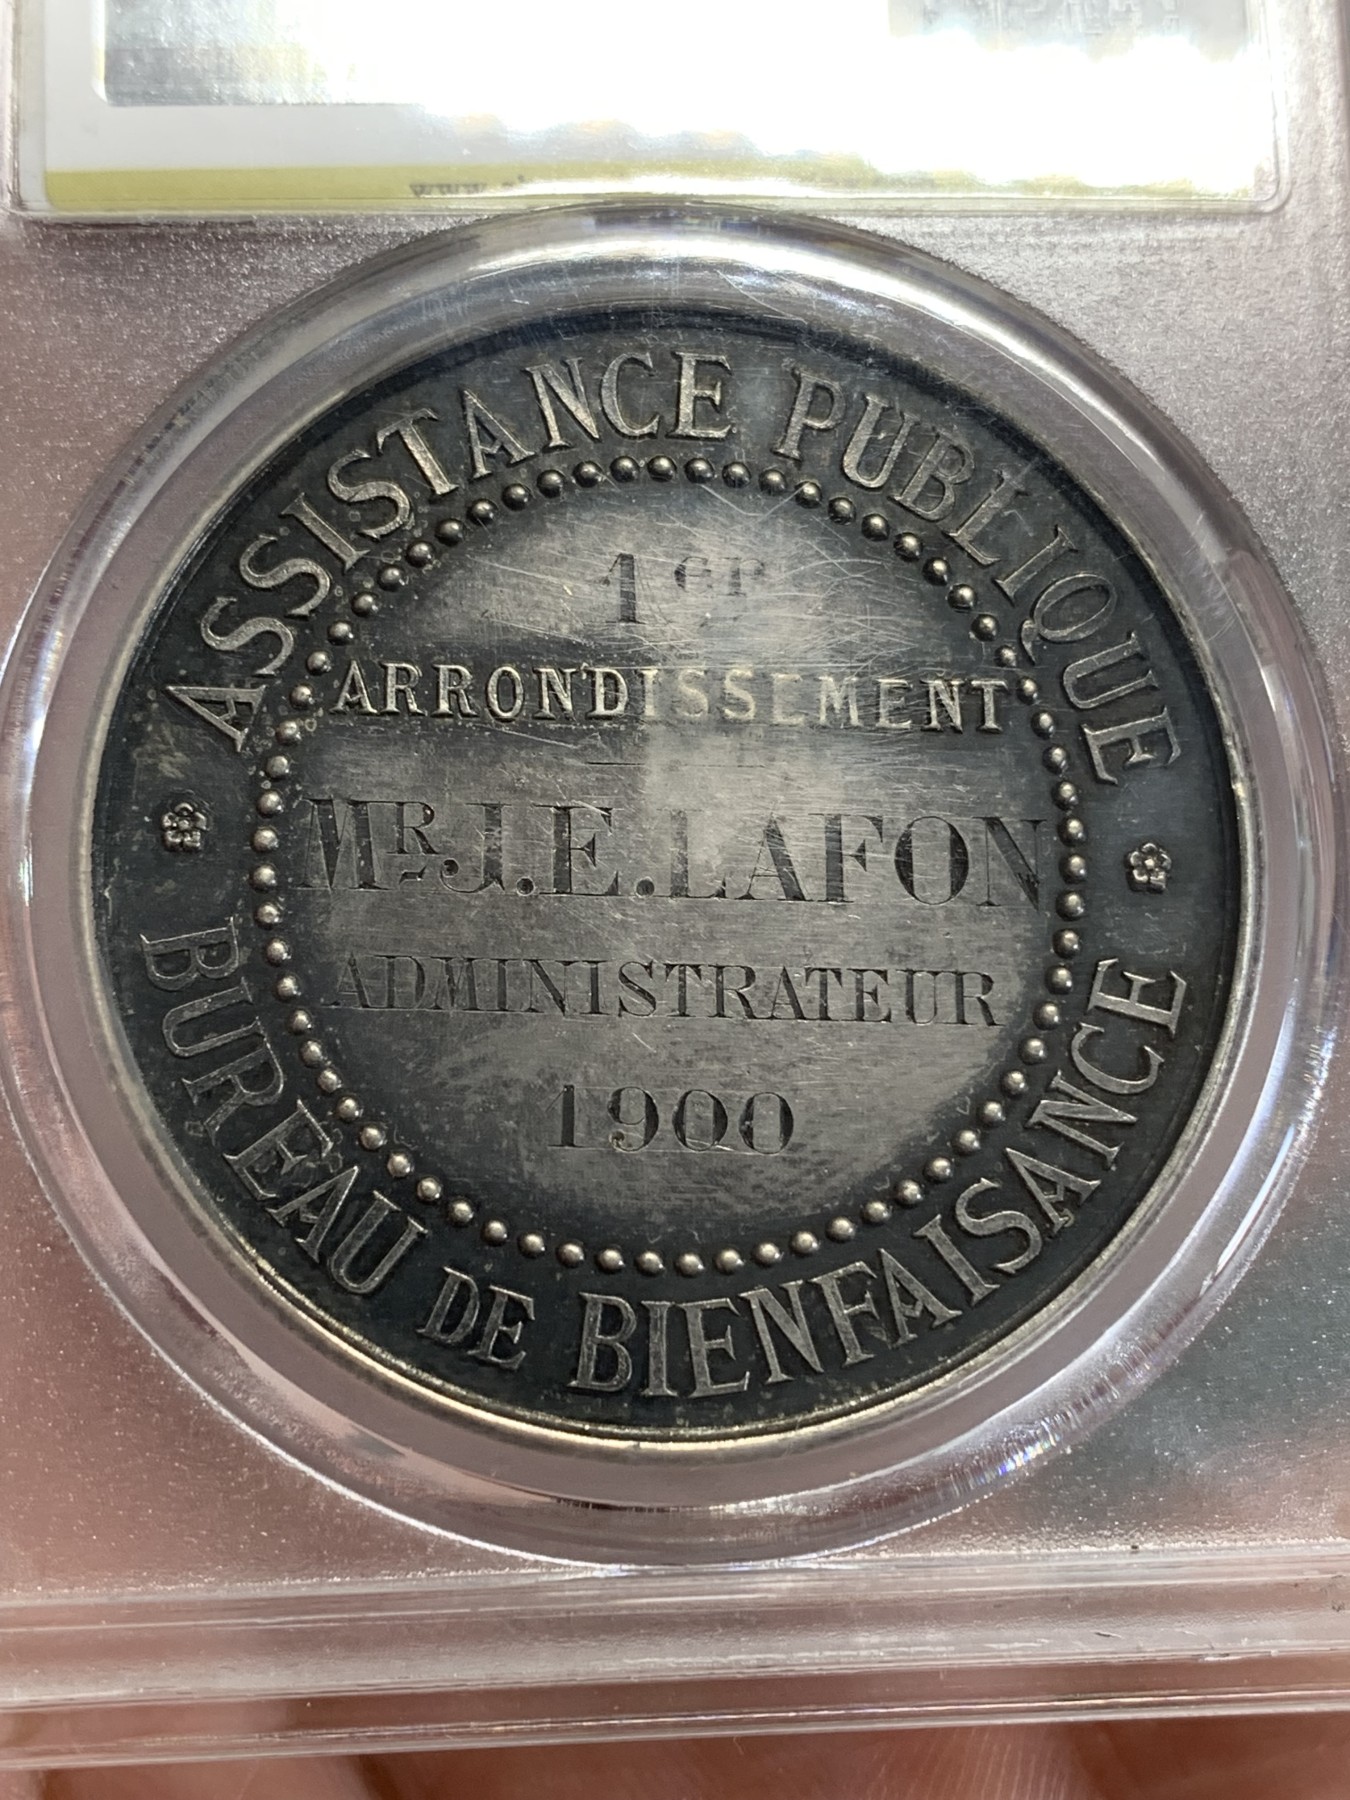 ASSISTANCE PUBLIQUE
1er
ARRONDISSEMENT
MR J.E. LAFON
ADMINISTRATEUR
1900
BUREAU DE BIENFAISANCE